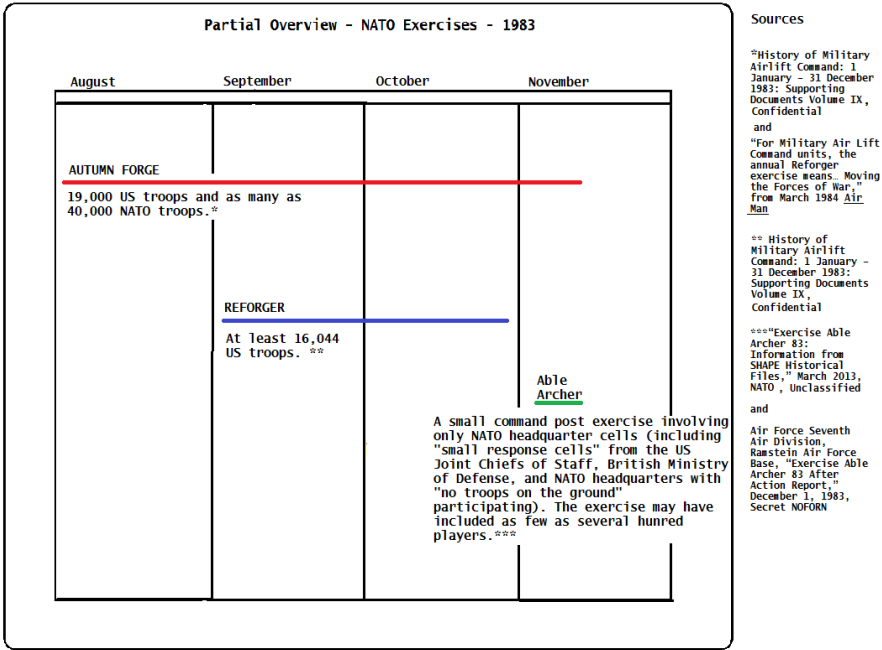 Partial Overview - NATO Exercises - 1983
August September October November
AUTUMN FORGE
19,000 US troops and as many as
40,000 NATO troops.*
REFORGER
At least 16,044
US troops. **
Able
Archer
A small command post exercise involving
only NATO headquarter cells (including
"small response cells" from the US
Joint Chiefs of Staff, British Ministry
of Defense, and NATO headquarters with
"no troops on the ground"
participating). The exercise may have
included as few as several hunred
players.***
Sources
*History of Military
Airlift Command: 1
January - 31 December
1983: Supporting
Documents Volume IX,
Confidential
and
“For Military Air Lift
Command units, the
annual Reforger
exercise means… Moving
the Forces of War,”
from March 1984 Air
Man
** History of
Military Airlift
Command: 1 January -
31 December 1983:
Supporting Documents
Volume IX,
Confidential
***“Exercise Able
Archer 83:
Information from
SHAPE Historical
Files,” March 2013,
NATO , Unclassified
and
Air Force Seventh
Air Division,
Ramstein Air Force
Base, “Exercise Able
Archer 83 After
Action Report,”
December 1, 1983,
Secret NOFORN